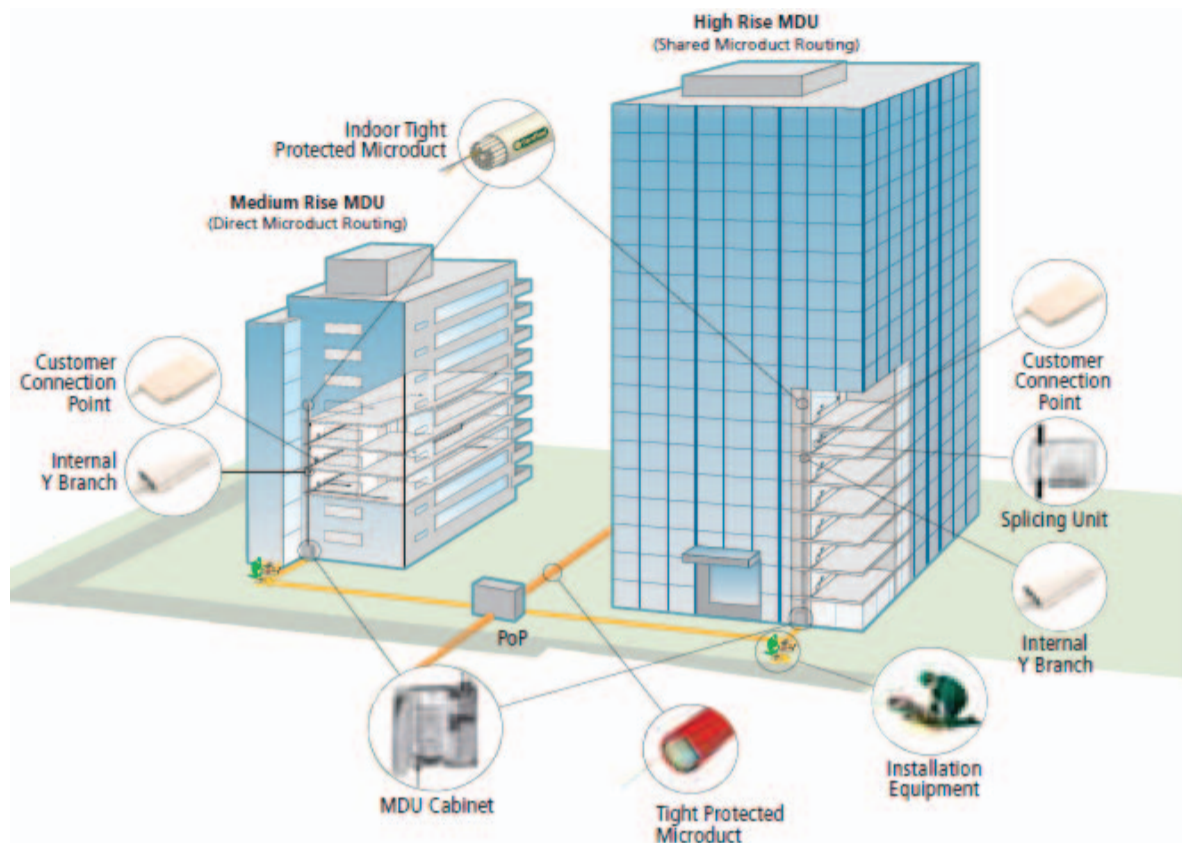 High Rise MDU
(Shared Microduct Routing)
Indoor Tight
Protected Microduct
Medium Rise MDU
(Direct Microduct Routing)
Customer
Connection
Point
Internal
Y Branch
Customer
Connection
Point
Splicing Unit
Internal
Y Branch
PoP
MDU Cabinet
Tight Protected
Microduct
Installation
Equipment